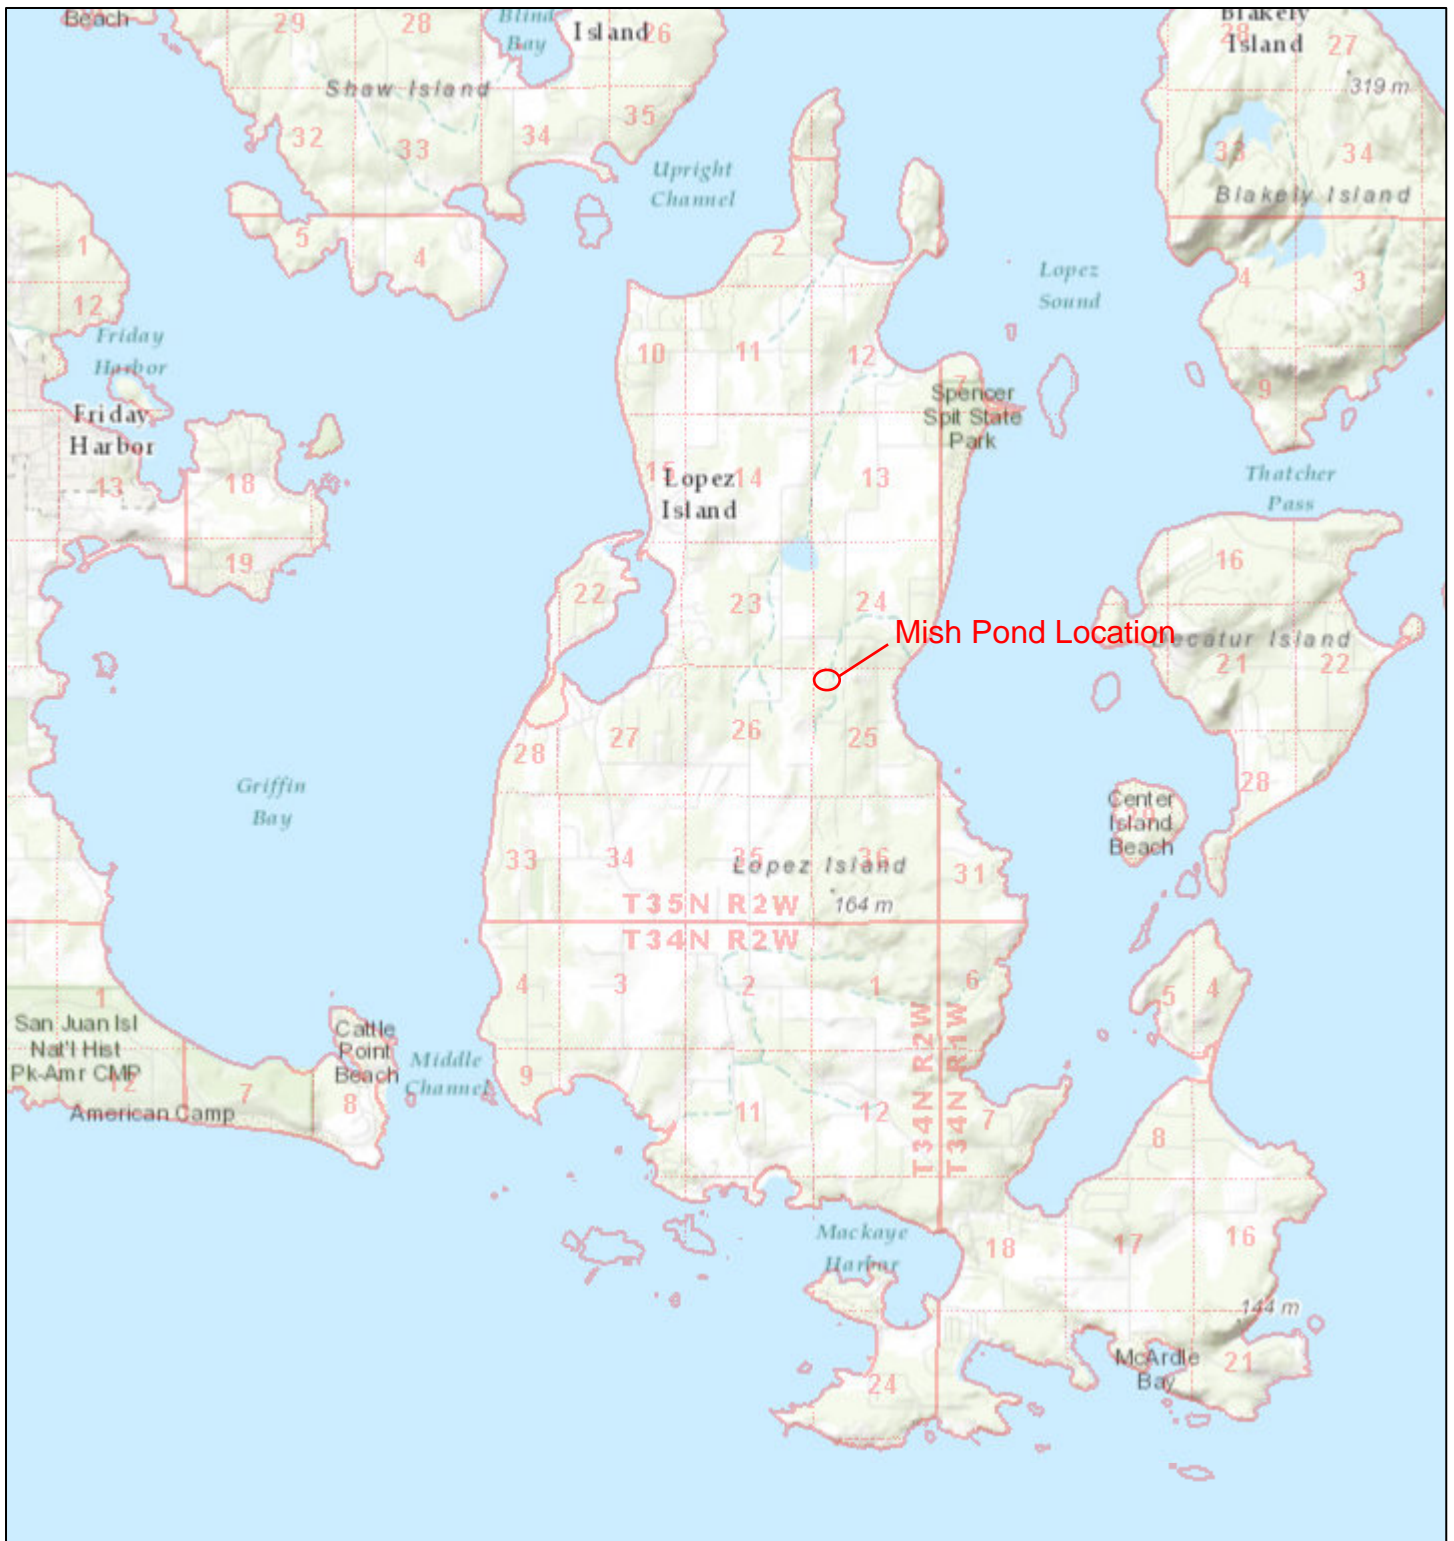 Beach
29
28
Blind
Bay
Island
26
Blakely
Island
28
27
319 m
Shaw Island
32
33
34
35
Upright
Channel
33
34
Blakely Island
1
5
4
2
Lopez
Sound
4
3
12
Friday
Harbor
10
11
12
7
9
Spencer
Spit State
Park
Friday
Harbor
13
18
15
14
13
Lopez
Island
Thatcher
Pass
19
16
22
23
24
Mish Pond Location
Decatur Island
21
22
26
25
27
28
28
Griffin
Bay
Center
Island
Beach
29
33
34
35
36
Lopez Island
31
T35N R2W
164 m
T34N R2W
4
3
2
1
6
5
4
1
San Juan Isl
Nat'l Hist
Pk-Amr CMP
12
7
American Camp
Cattle
Point
Beach
8
Middle
Channel
9
11
12
T34N R2W
T34N R1W
7
8
Mackaye
Harbor
18
17
16
144 m
McArdle
Bay
21
24